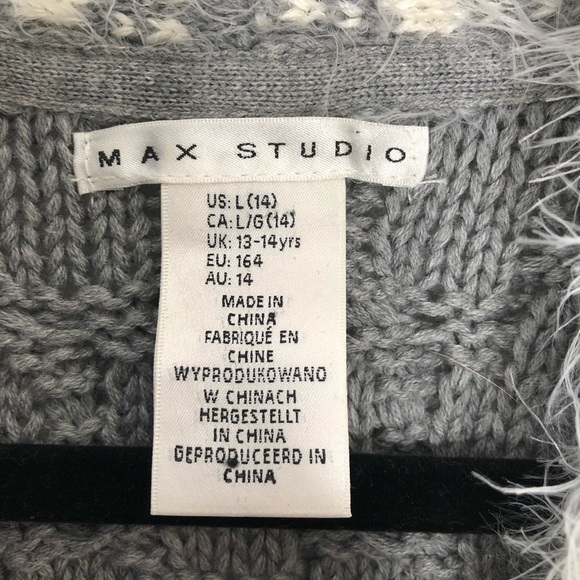 MAX STUDIO
US: L(14)
CA: L/G(14)
UK: 13-14yrs
EU: 164
AU: 14
MADE IN
CHINA
FABRIQUÉ EN
CHINE
WYPRODUKOWANO
W CHINACH
HERGESTELLT
IN CHINA
GEPRODUCEERD IN
CHINA